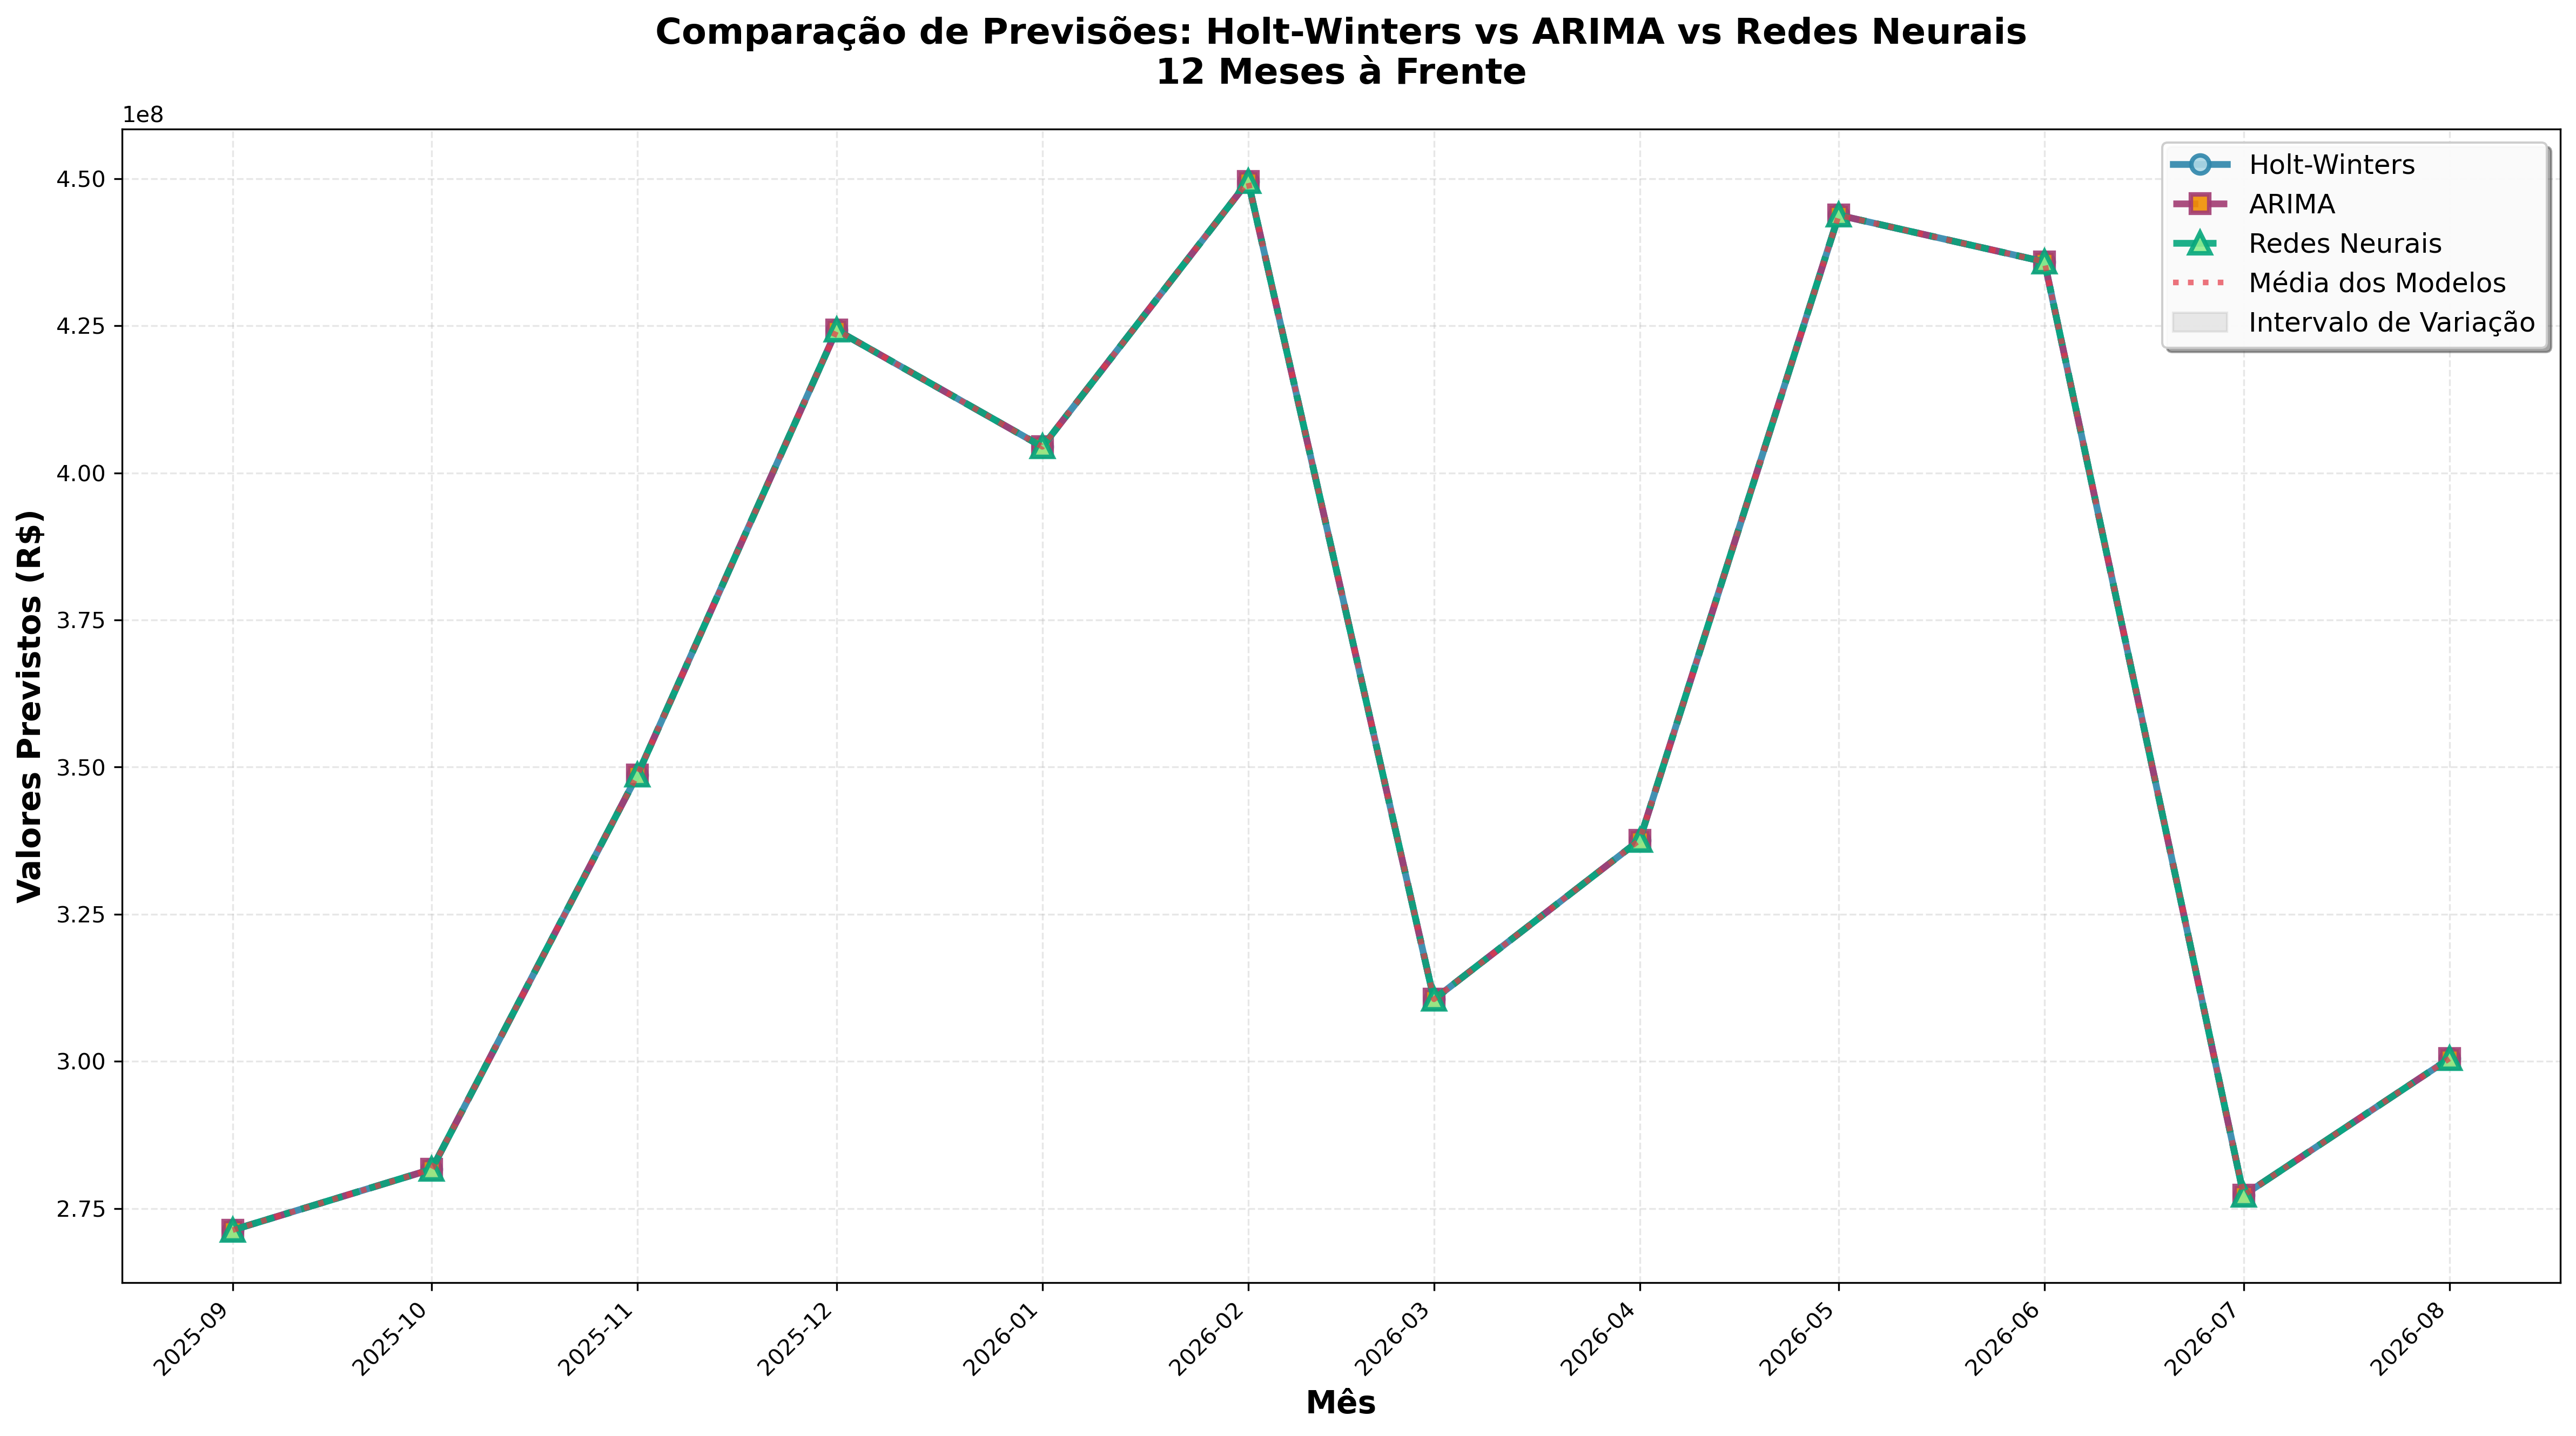 Comparação de Previsões: Holt-Winters vs ARIMA vs Redes Neurais
12 Meses à Frente
1e8
4.50
4.25
4.00
3.75
3.50
3.25
3.00
2.75
Valores Previstos (R$)
Holt-Winters
ARIMA
Redes Neurais
Média dos Modelos
Intervalo de Variação
2025-09
2025-10
2025-11
2025-12
2026-01
2026-02
2026-03
2026-04
2026-05
2026-06
2026-07
2026-08
Mês